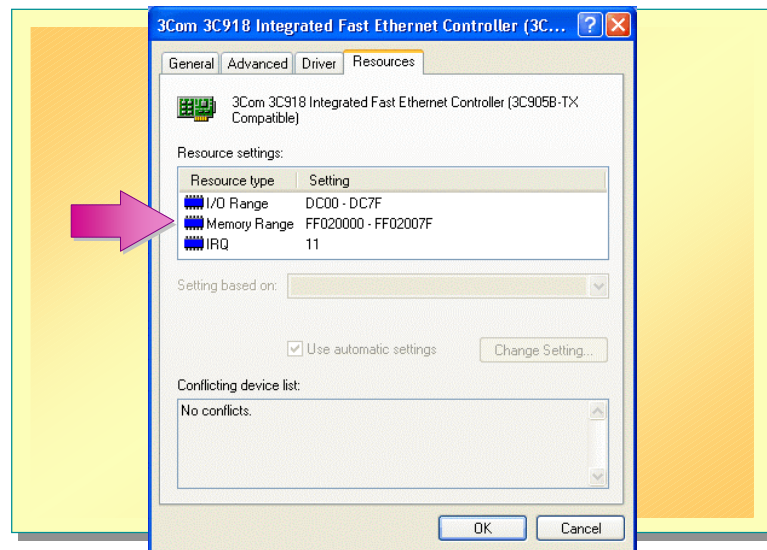 3Com 3C918 Integrated Fast Ethernet Controller (3C...
General Advanced Driver Resources
3Com 3C918 Integrated Fast Ethernet Controller (3C905B-TX
Compatible)
Resource settings:
Resource type Setting
I/O Range DC00 - DC7F
Memory Range FF020000 - FF02007F
IRQ 11
Setting based on:
Use automatic settings Change Setting...
Conflicting device list:
No conflicts.
OK Cancel